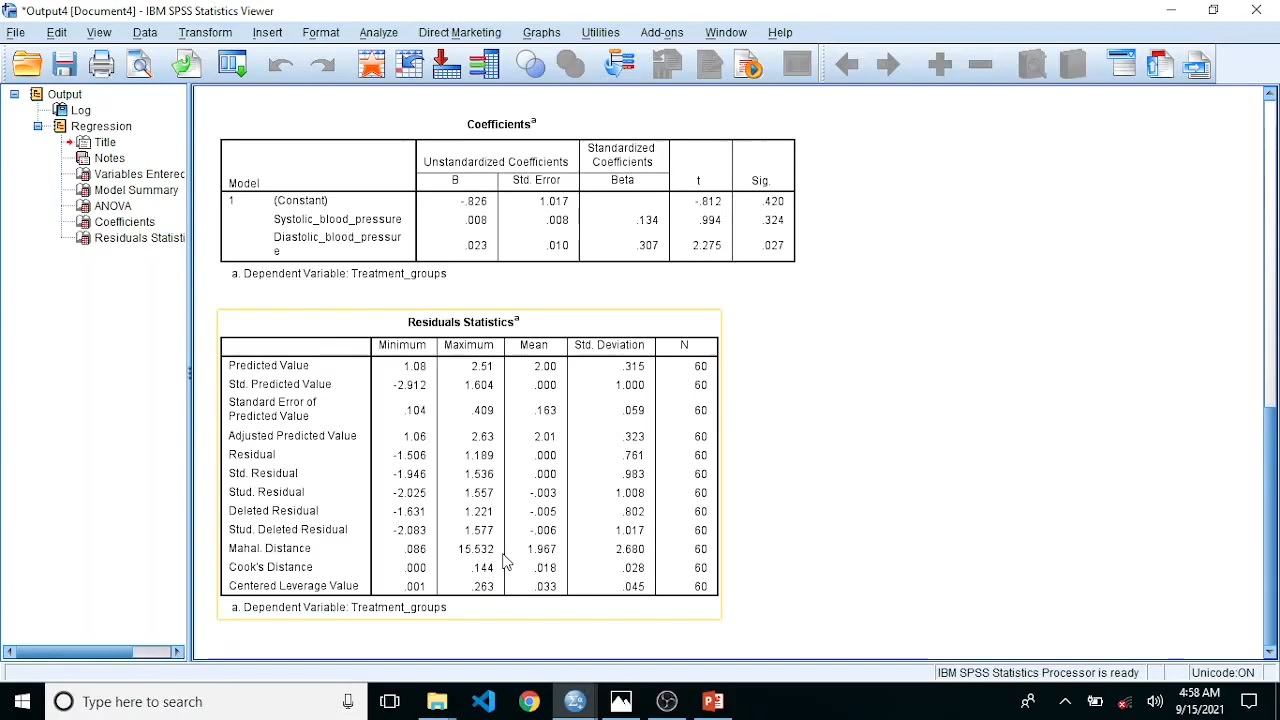 *Output4 [Document4] - IBM SPSS Statistics Viewer
File Edit View Data Transform Insert Format Analyze Direct Marketing Graphs Utilities Add-ons Window Help
Output
Log
Regression
Title
Notes
Variables Entered
Model Summary
ANOVA
Coefficients
Residuals Statisti
Coefficientsa
Model Unstandardized Coefficients Standardized Coefficients t Sig.
B Std. Error Beta
1 (Constant) -.826 1.017 -.812 .420
Systolic_blood_pressure .008 .008 .134 .994 .324
Diastolic_blood_pressur
e .023 .010 .307 2.275 .027
a. Dependent Variable: Treatment_groups
Residuals Statisticsa
Minimum Maximum Mean Std. Deviation N
Predicted Value 1.08 2.51 2.00 .315 60
Std. Predicted Value -2.912 1.604 .000 1.000 60
Standard Error of
Predicted Value .104 .409 .163 .059 60
Adjusted Predicted Value 1.06 2.63 2.01 .323 60
Residual -1.506 1.189 .000 .761 60
Std. Residual -1.946 1.536 .000 .983 60
Stud. Residual -2.025 1.557 -.003 1.008 60
Deleted Residual -1.631 1.221 -.005 .802 60
Stud. Deleted Residual -2.083 1.577 -.006 1.017 60
Mahal. Distance .086 15.532 1.967 2.680 60
Cook's Distance .000 .144 .018 .028 60
Centered Leverage Value .001 .263 .033 .045 60
a. Dependent Variable: Treatment_groups
IBM SPSS Statistics Processor is ready Unicode:ON
Type here to search
4:58 AM
9/15/2021